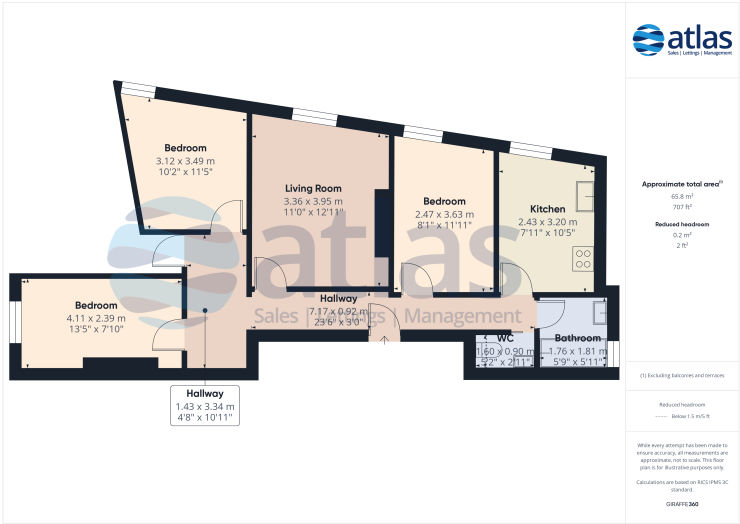 Bedroom
3.12 x 3.49 m
10'2" x 11'5"
Living Room
3.36 x 3.95 m
11'0" x 12'11"
Bedroom
2.47 x 3.63 m
8'1" x 11'11"
Kitchen
2.43 x 3.20 m
7'11" x 10'5"
Bedroom
4.11 x 2.39 m
13'5" x 7'10"
Hallway
7.17 x 0.92 m
23'6" x 3'0"
WC
1.60 x 0.90 m
5'2" x 2'11"
Bathroom
1.76 x 1.81 m
5'9" x 5'11"
Hallway
1.43 x 3.34 m
4'8" x 10'11"
atlas
Sales | Lettings | Management
atlas
Sales | Lettings | Management
Approximate total area(1)
65.8 m²
707 ft²
Reduced headroom
0.2 m²
2 ft²
(1) Excluding balconies and terraces
Reduced headroom
Below 1.5 m/5 ft
While every attempt has been made to
ensure accuracy, all measurements are
approximate, not to scale. This floor
plan is for illustrative purposes only.
Calculations are based on RICS IPMS 3C
standard.
GIRAFFE360